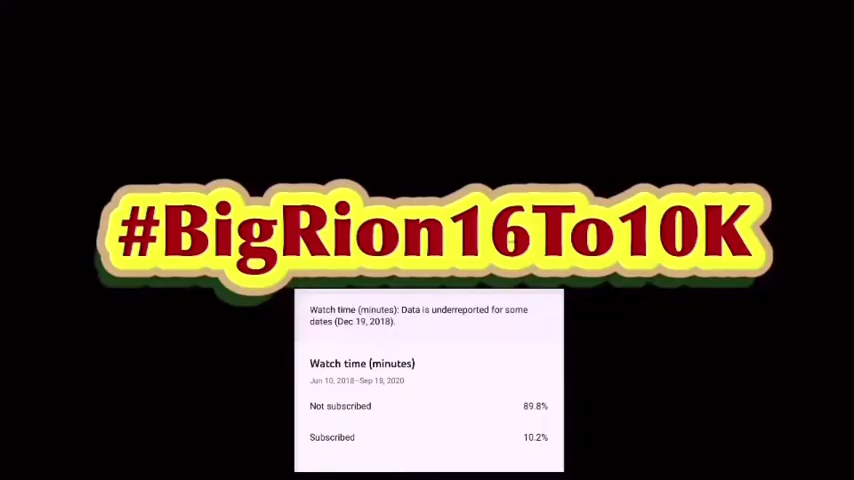 #BigRion16To10K
Watch time (minutes): Data is underreported for some
dates (Dec 19, 2018).
Watch time (minutes)
Jun 10, 2018–Sep 18, 2020
Not subscribed 89.8%
Subscribed 10.2%